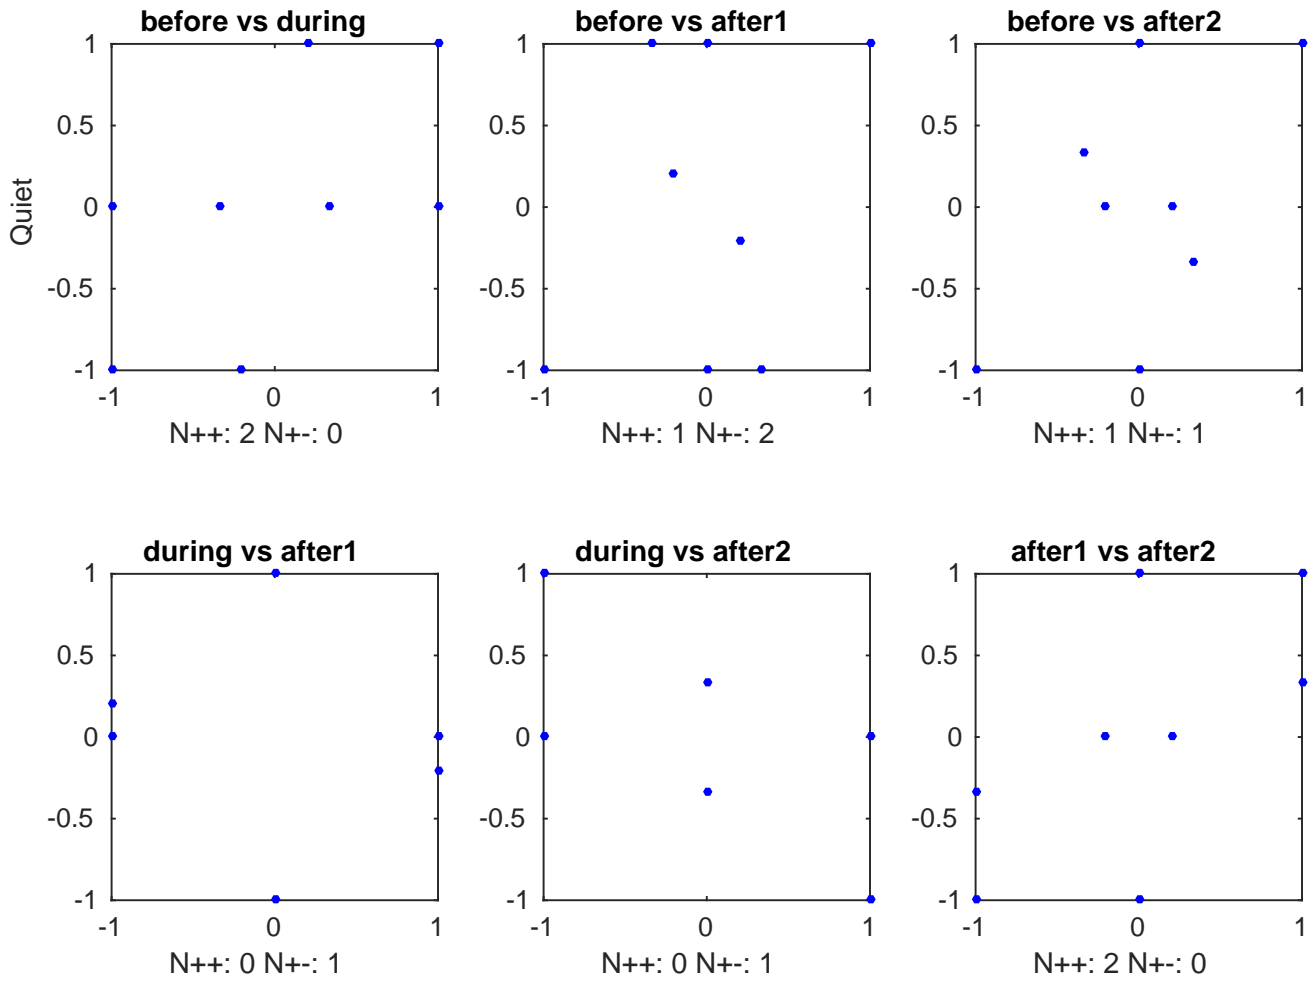 before vs during
1
0.5
0
-0.5
-1
-1 0 1
Quiet
N++: 2 N+-: 0
before vs after1
1
0.5
0
-0.5
-1
-1 0 1
N++: 1 N+-: 2
before vs after2
1
0.5
0
-0.5
-1
-1 0 1
N++: 1 N+-: 1
during vs after1
1
0.5
0
-0.5
-1
-1 0 1
N++: 0 N+-: 1
during vs after2
1
0.5
0
-0.5
-1
-1 0 1
N++: 0 N+-: 1
after1 vs after2
1
0.5
0
-0.5
-1
-1 0 1
N++: 2 N+-: 0